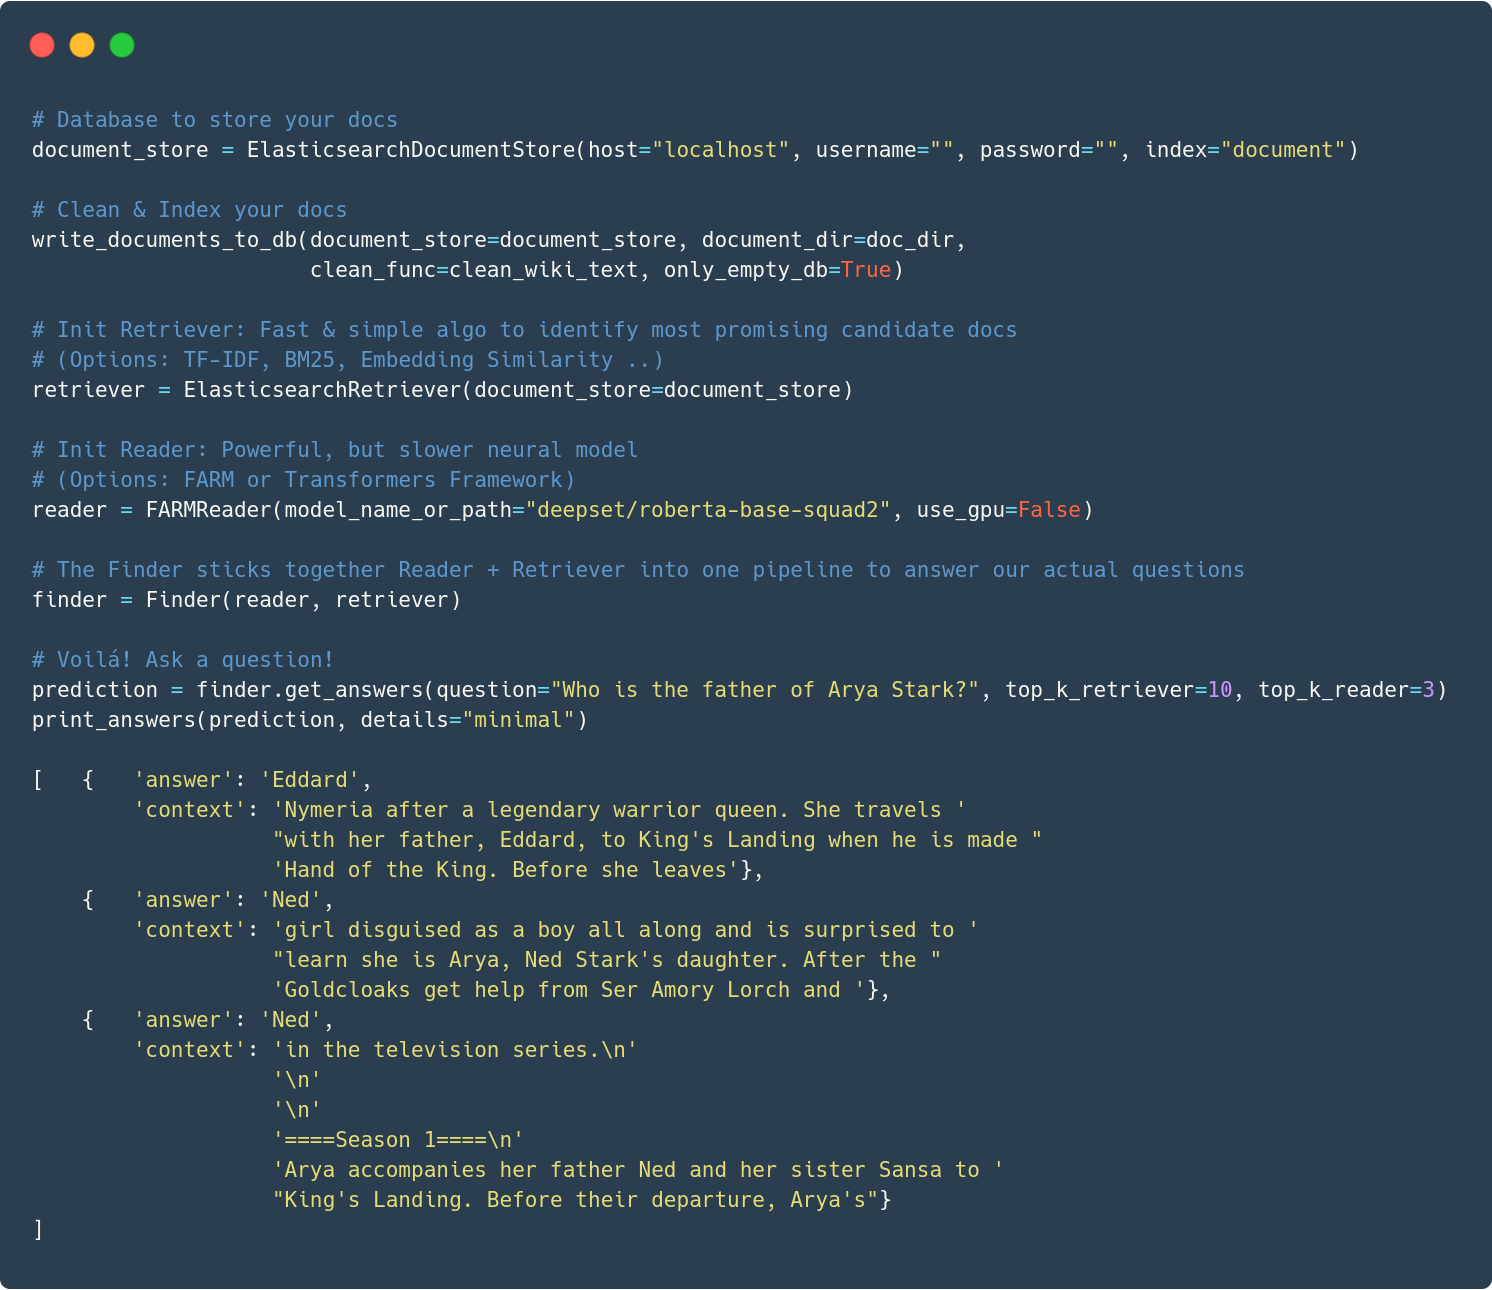 # Database to store your docs
document_store = ElasticsearchDocumentStore(host="localhost", username="", password="", index="document")
# Clean & Index your docs
write_documents_to_db(document_store=document_store, document_dir=doc_dir,
                      clean_func=clean_wiki_text, only_empty_db=True)
# Init Retriever: Fast & simple algo to identify most promising candidate docs
# (Options: TF-IDF, BM25, Embedding Similarity ..)
retriever = ElasticsearchRetriever(document_store=document_store)
# Init Reader: Powerful, but slower neural model
# (Options: FARM or Transformers Framework)
reader = FARMReader(model_name_or_path="deepset/roberta-base-squad2", use_gpu=False)
# The Finder sticks together Reader + Retriever into one pipeline to answer our actual questions
finder = Finder(reader, retriever)
# Voilá! Ask a question!
prediction = finder.get_answers(question="Who is the father of Arya Stark?", top_k_retriever=10, top_k_reader=3)
print_answers(prediction, details="minimal")
[   {   'answer': 'Eddard',
        'context': 'Nymeria after a legendary warrior queen. She travels '
                   "with her father, Eddard, to King's Landing when he is made "
                   'Hand of the King. Before she leaves'},
    {   'answer': 'Ned',
        'context': 'girl disguised as a boy all along and is surprised to '
                   "learn she is Arya, Ned Stark's daughter. After the "
                   'Goldcloaks get help from Ser Amory Lorch and '},
    {   'answer': 'Ned',
        'context': 'in the television series.\n'
                   '\n'
                   '\n'
                   '====Season 1====\n'
                   'Arya accompanies her father Ned and her sister Sansa to '
                   "King's Landing. Before their departure, Arya's"}
]